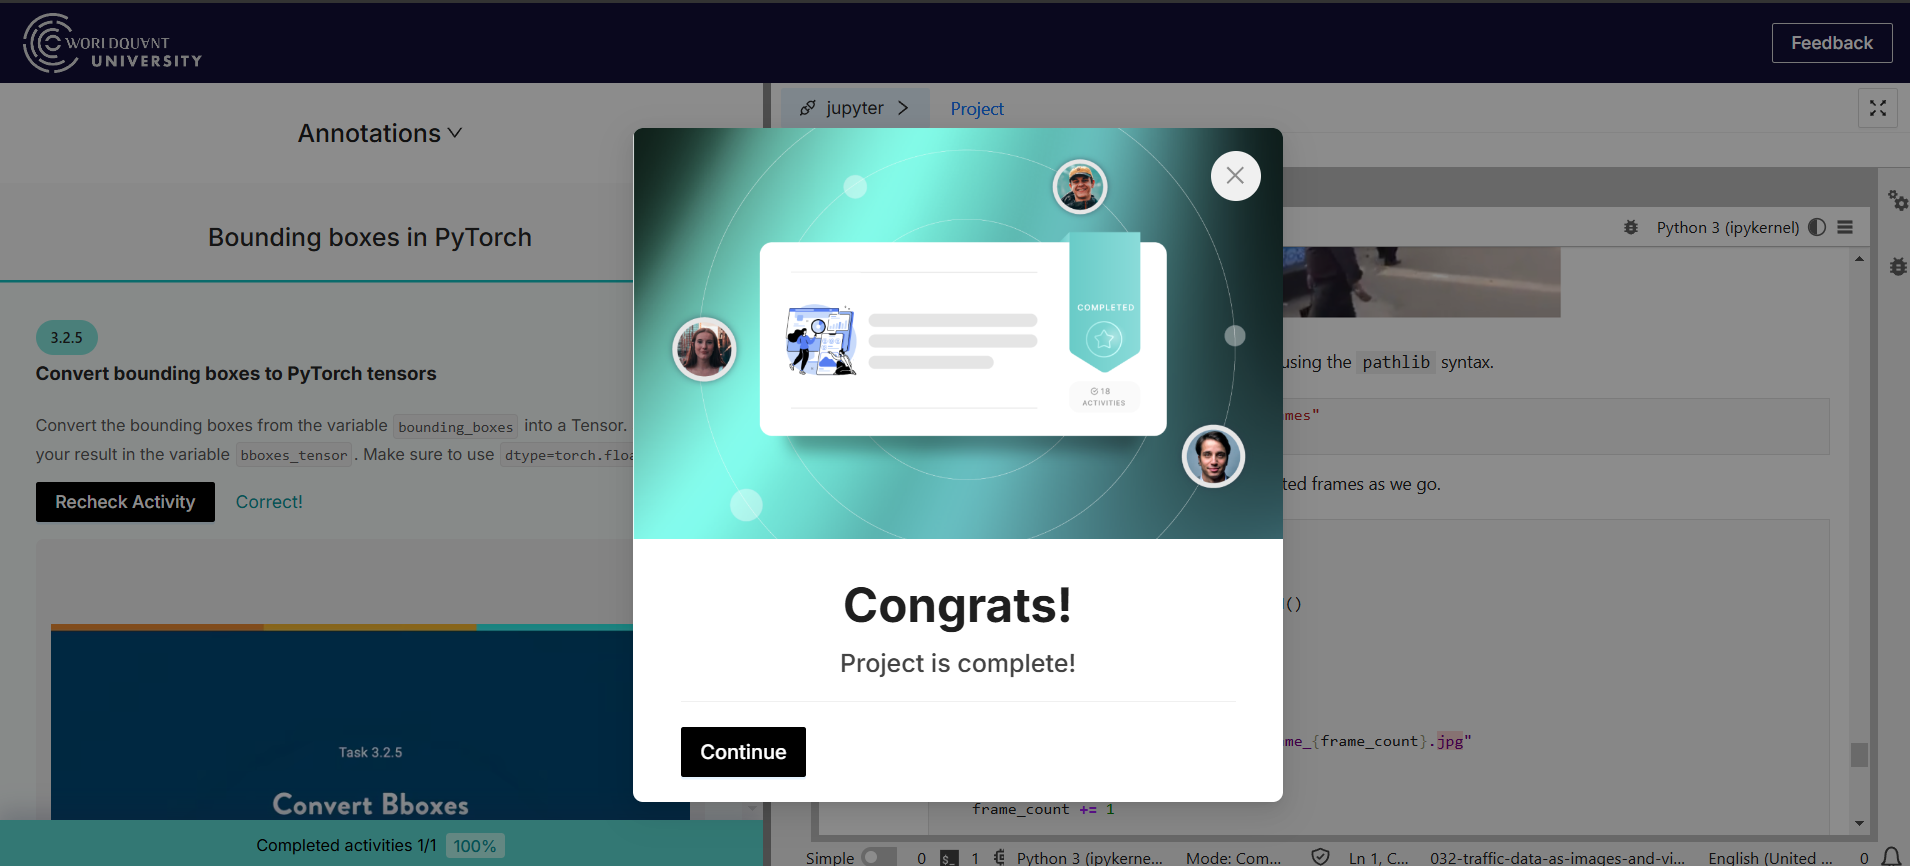 WORLDQUANT
UNIVERSITY
Feedback
Annotations
jupyter
Project
Bounding boxes in PyTorch
Python 3 (ipykernel)
3.2.5
Convert bounding boxes to PyTorch tensors
Convert the bounding boxes from the variable bounding_boxes into a Tensor.
your result in the variable bboxes_tensor. Make sure to use dtype=torch.floa
Recheck Activity
Correct!
Task 3.2.5
Convert Bboxes
Completed activities 1/1 100%
COMPLETED
18
ACTIVITIES
Congrats!
Project is complete!
Continue
using the pathlib syntax.
mes"
ted frames as we go.
()
me_{frame_count}.jpg"
frame_count += 1
Simple 0 $_ 1 Python 3 (ipykerne... Mode: Com... Ln 1, C... 032-traffic-data-as-images-and-vi... English (United ... 0